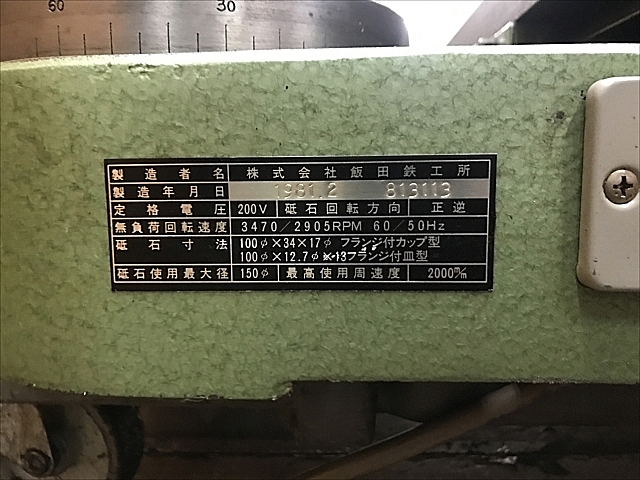 60 30
製造者名 株式会社飯田鉄工所
製造年月日 1981.2 813113
定格電圧 200V 砥石回転方向 正逆
無負荷回転速度 3470/2905RPM 60/50Hz
砥石寸法 100φ×34×17φ フランジ付カップ型
100φ×12.7φ×13フランジ付皿型
砥石使用最大径 150φ 最高使用周速度 2000m/m